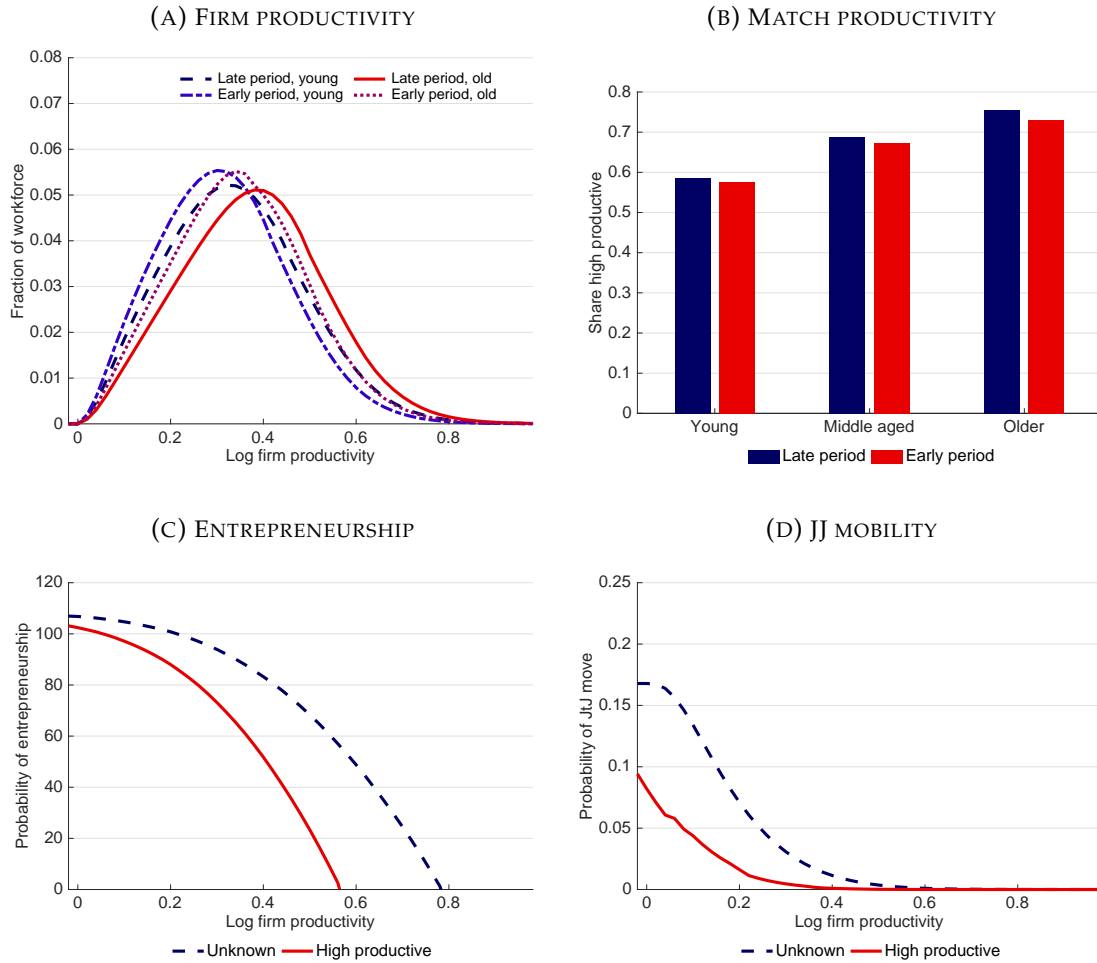 (A) FIRM PRODUCTIVITY
0.08
0.07
0.06
0.05
0.04
0.03
0.02
0.01
0
Fraction of workforce
Late period, young
Late period, old
Early period, young
Early period, old
0 0.2 0.4 0.6 0.8
Log firm productivity
(B) MATCH PRODUCTIVITY
0.8
0.7
0.6
0.5
0.4
0.3
0.2
0.1
0
Share high productive
Young Middle aged Older
Late period Early period
(C) ENTREPRENEURSHIP
120
100
80
60
40
20
0
Probability of entrepreneurship
0 0.2 0.4 0.6 0.8
Log firm productivity
Unknown High productive
(D) JJ MOBILITY
0.25
0.2
0.15
0.1
0.05
0
Probability of JtJ move
0 0.2 0.4 0.6 0.8
Log firm productivity
Unknown High productive